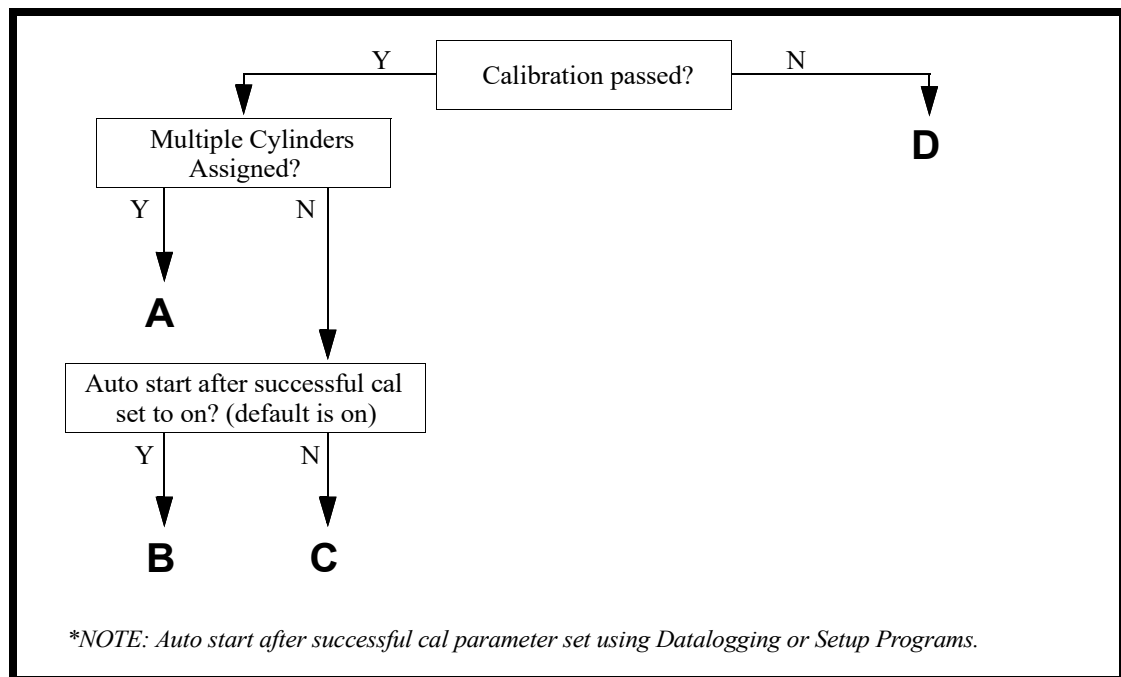 Y
Calibration passed?
N
Multiple Cylinders
Assigned?
D
Y
N
A
Auto start after successful cal
set to on? (default is on)
Y
N
B
C
*NOTE: Auto start after successful cal parameter set using Datalogging or Setup Programs.